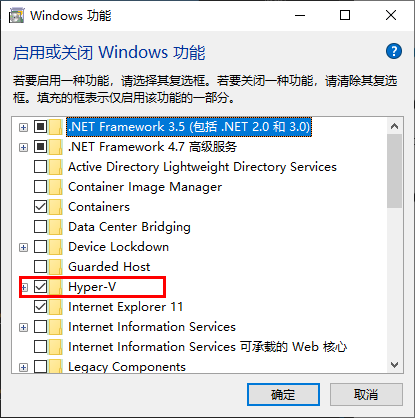 Windows 功能
启用或关闭 Windows 功能
若要启用一种功能，请选择其复选框。若要关闭一种功能，请清除其复选
框。填充的框表示仅启用该功能的一部分。
.NET Framework 3.5 (包括 .NET 2.0 和 3.0)
.NET Framework 4.7 高级服务
Active Directory Lightweight Directory Services
Container Image Manager
Containers
Data Center Bridging
Device Lockdown
Guarded Host
Hyper-V
Internet Explorer 11
Internet Information Services
Internet Information Services 可承载的 Web 核心
Legacy Components
确定
取消